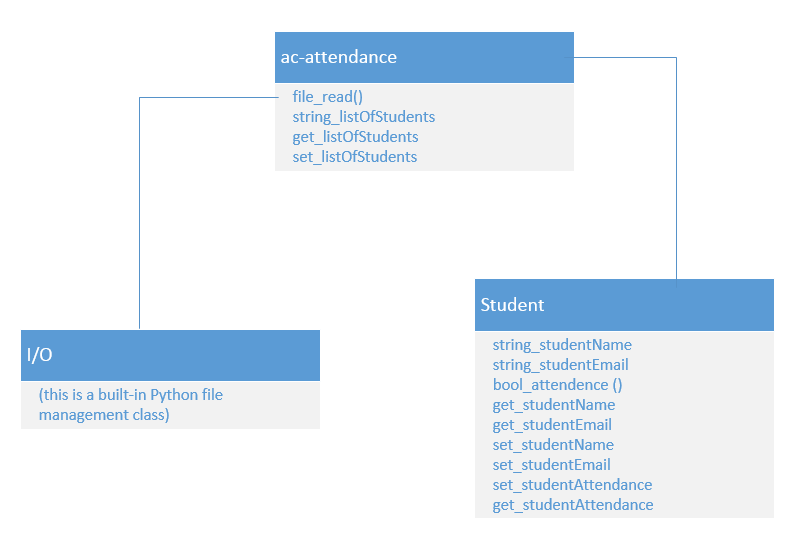 ac-attendance
file_read()
string_listOfStudents
get_listOfStudents
set_listOfStudents
I/O
(this is a built-in Python file
management class)
Student
string_studentName
string_studentEmail
bool_attendence ()
get_studentName
get_studentEmail
set_studentName
set_studentEmail
set_studentAttendance
get_studentAttendance